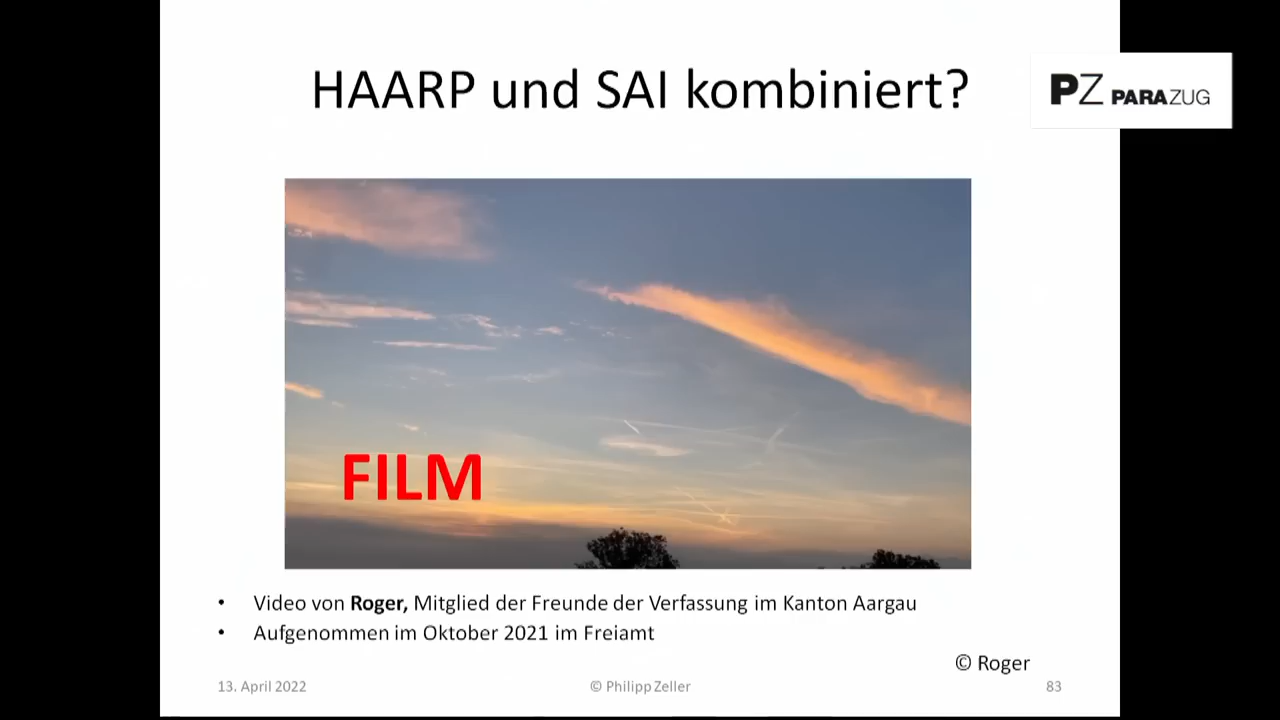 HAARP und SAI kombiniert?
PZ PARAZUG
FILM
• Video von Roger, Mitglied der Freunde der Verfassung im Kanton Aargau
• Aufgenommen im Oktober 2021 im Freiamt
© Roger
13. April 2022
© Philipp Zeller
83